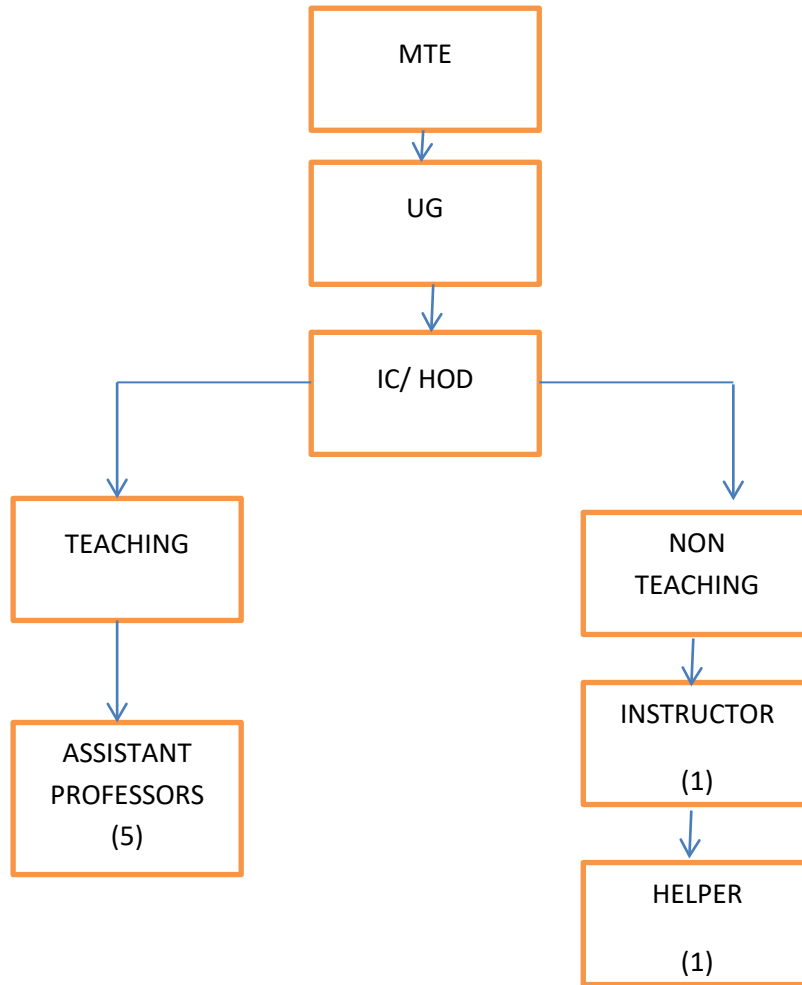 MTE
UG
IC/ HOD
TEACHING
NON
TEACHING
ASSISTANT
PROFESSORS
(5)
INSTRUCTOR
(1)
HELPER
(1)